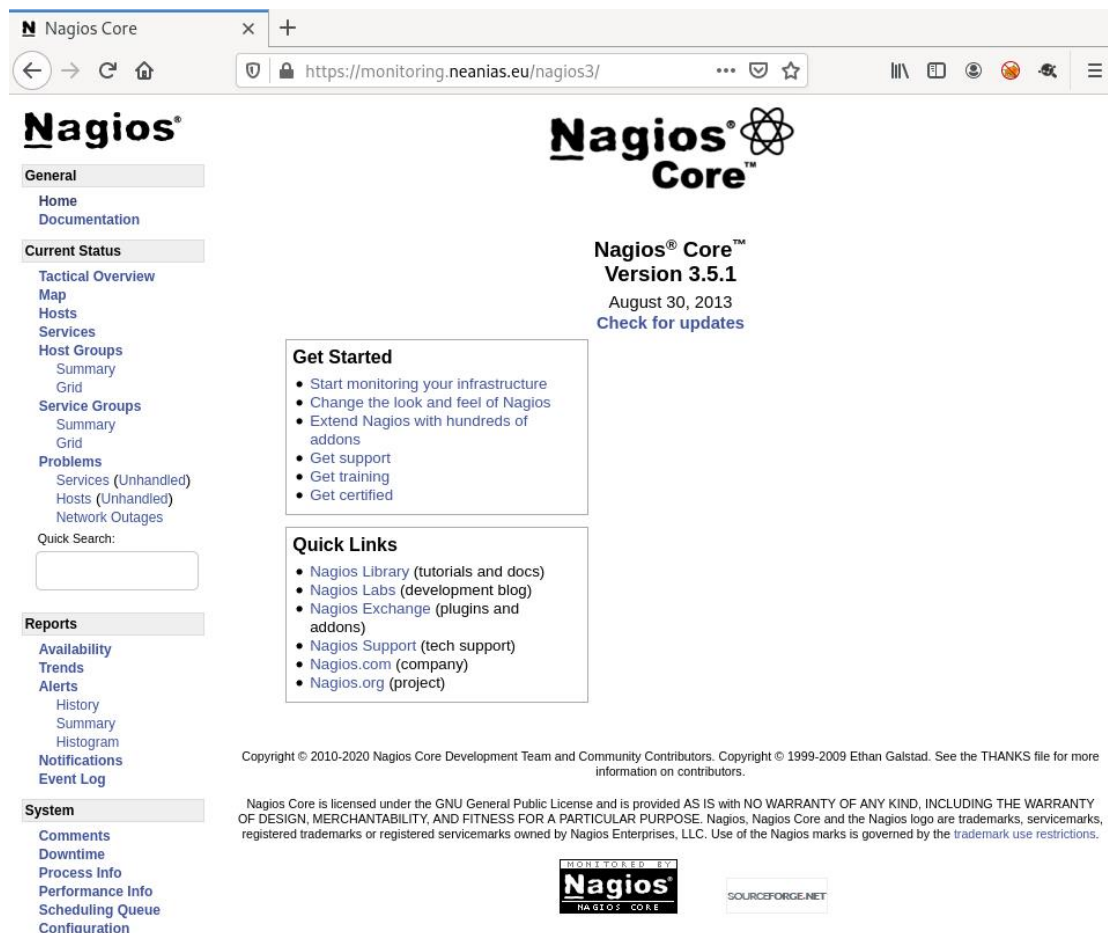 N Nagios Core
https://monitoring.neanias.eu/nagios3/
Nagios®
General
Home
Documentation
Current Status
Tactical Overview
Map
Hosts
Services
Host Groups
Summary
Grid
Service Groups
Summary
Grid
Problems
Services (Unhandled)
Hosts (Unhandled)
Network Outages
Quick Search:
Reports
Availability
Trends
Alerts
History
Summary
Histogram
Notifications
Event Log
System
Comments
Downtime
Process Info
Performance Info
Scheduling Queue
Configuration
Nagios®
Core™
Nagios® Core™
Version 3.5.1
August 30, 2013
Check for updates
Get Started
• Start monitoring your infrastructure
• Change the look and feel of Nagios
• Extend Nagios with hundreds of
addons
• Get support
• Get training
• Get certified
Quick Links
• Nagios Library (tutorials and docs)
• Nagios Labs (development blog)
• Nagios Exchange (plugins and
addons)
• Nagios Support (tech support)
• Nagios.com (company)
• Nagios.org (project)
Copyright © 2010-2020 Nagios Core Development Team and Community Contributors. Copyright © 1999-2009 Ethan Galstad. See the THANKS file for more
information on contributors.
Nagios Core is licensed under the GNU General Public License and is provided AS IS with NO WARRANTY OF ANY KIND, INCLUDING THE WARRANTY
OF DESIGN, MERCHANTABILITY, AND FITNESS FOR A PARTICULAR PURPOSE. Nagios, Nagios Core and the Nagios logo are trademarks, servicemarks,
registered trademarks or registered servicemarks owned by Nagios Enterprises, LLC. Use of the Nagios marks is governed by the trademark use restrictions.
MONITORED BY
Nagios®
NAGIOS CORE
SOURCEFORGE.NET